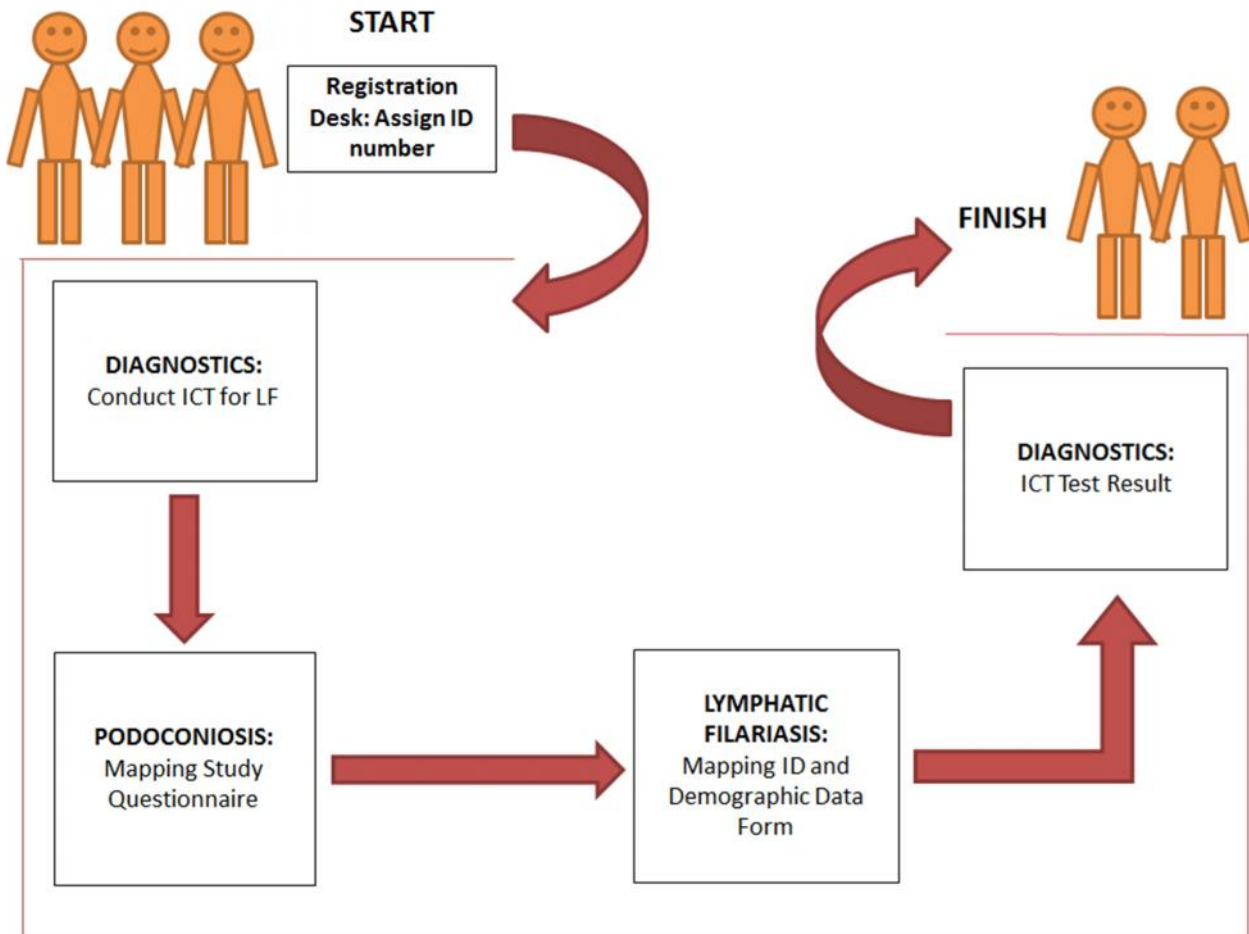 START
Registration
Desk: Assign ID
number
DIAGNOSTICS:
Conduct ICT for LF
PODOCONIOSIS:
Mapping Study
Questionnaire
LYMPHATIC
FILARIASIS:
Mapping ID and
Demographic Data
Form
DIAGNOSTICS:
ICT Test Result
FINISH